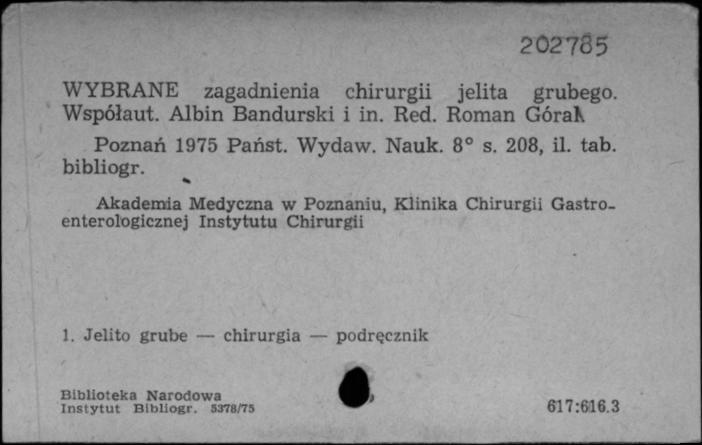 202785
WYBRANE zagadnienia chirurgii jelita grubego.
Współaut. Albin Bandurski i in. Red. Roman Góral
Poznań 1975 Państ. Wydaw. Nauk. 8° s. 208, il. tab.
bibliogr.
Akademia Medyczna w Poznaniu, Klinika Chirurgii Gastro-
enterologicznej Instytutu Chirurgii
1. Jelito grube — chirurgia — podręcznik
Biblioteka Narodowa
Instytut Bibliogr. 5378/75
617:616.3